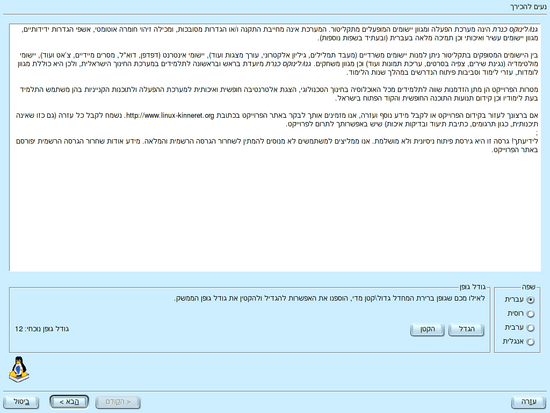 נעים להכירך
גנו/לינוקס כנרת הינה מערכת הפעלה ומגוון יישומים המופעלים מתקליטור. המערכת אינה מחייבת התקנה ו/או הגדרות מסובכות, ומכילה זיהוי חומרה אוטומטי, אשפי הגדרות ידידותיים,
מגוון יישומים עשיר ואיכותי וכן תמיכה מלאה בעברית (ובעתיד בשפות נוספות).
בין היישומים המסופקים בתקליטור ניתן למנות יישומים משרדיים (מעבד תמלילים, גיליון אלקטרוני, עורך מצגות ועוד), יישומי אינטרנט (דפדפן, דוא"ל, מסרים מיידיים, צ'אט ועוד), יישומי
מולטימדיה (נגינת שירים, צפיה בסרטים, עריכת תמונות ועוד) וכן מגוון משחקים. גנו/לינוקס כנרת, מיועדת בראש ובראשונה לתלמידים במערכת החינוך הישראלית, ולכן היא כוללת מגוון
לומדות, עזרי לימוד וסביבות פיתוח הנדרשים במהלך שנות הלימוד.
מטרות הפרוייקט הן מתן הזדמנות שווה לתלמידים מכל האוכלוסיה בחינוך הטכנולוגי, הצגת אלטרנטיבה חופשית ואיכותית למערכת ההפעלה ולתוכנות הקנייניות בהן משתמש התלמיד
בעת לימודיו וכן קידום תנועות התוכנה החופשית והקוד הפתוח בישראל.
אם ברצונך לעזור בקידום הפרוייקט או לקבל מידע נוסף ועזרה, אנו מזמינים אותך לבקר באתר הפרוייקט בכתובת http://www.linux-kinneret.org. נשמח לקבל כל עזרה (גם כזו שאינה
תיכנותית, כגון תרגומים, כתיבת תיעוד ובדיקות איכות) שיש באפשרותך לתרום לפרוייקט.
;
לידיעתך! גרסה זו היא גירסת פיתוח ניסיונית ולא מושלמת. אנו ממליצים למשתמשים לא מנוסים להמתין לשחרור הגרסה הרשמית והמלאה. מידע אודות שחרור הגרסה הרשמית יפורסם
באתר הפרוייקט.
שפה
עברית
רוסית
ערבית
אנגלית
גודל גופן
לאילו מכם שגופן ברירת המחדל גדול\קטן מדי, הוספנו את האפשרות להגדיל ולהקטין את גודל גופן הממשק.
הגדל
הקטן
גודל גופן נוכחי: 12
עזרה
< הקודם
הבא >
ביטול